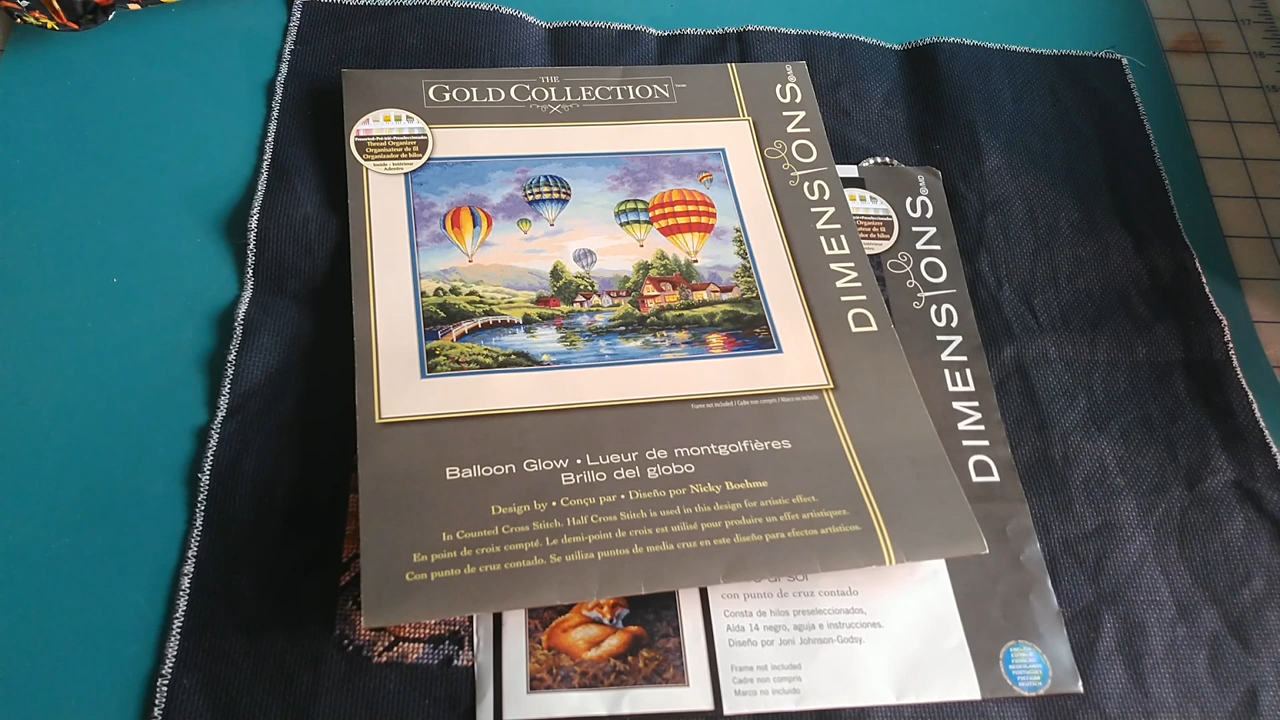 THE
GOLD COLLECTION
DIMENSIONS
Thread Organizer
Organisateur de fil
Organizador de hilos
Inside • Intérieur
Adentro
Frame not included / Cadre non compris / Marco no incluido
Balloon Glow • Lueur de montgolfières
Brillo del globo
Design by • Conçu par • Diseño por Nicky Boehme
In Counted Cross Stitch. Half Cross Stitch is used in this design for artistic effect.
En point de croix compté. Le demi-point de croix est utilisé pour produire un effet artistique.
Con punto de cruz contado. Se utiliza puntos de media cruz en este diseño para efectos artísticos.
DIMENSIONS
Organizer
con punto de cruz contado
Consta de hilos preseleccionados,
Aida 14 negro, aguja e instrucciones.
Diseño por Joni Johnson-Godsy.
Frame not included
Cadre non compris
Marco no incluido
17